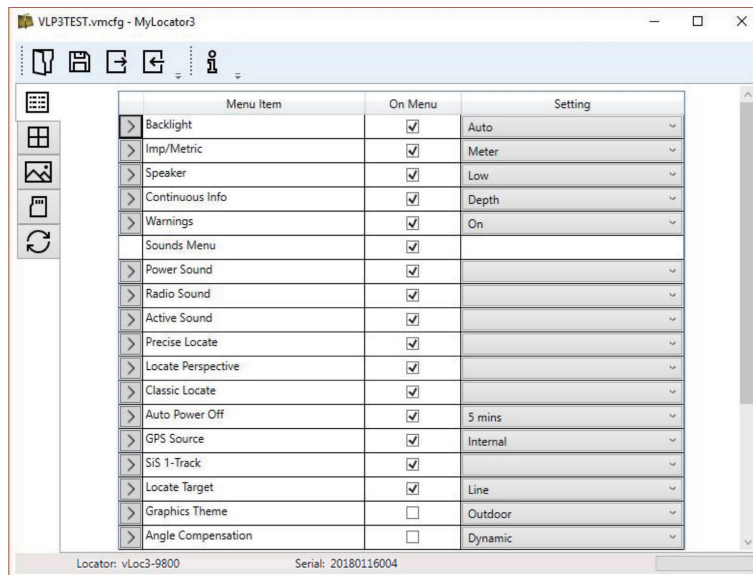 VLP3TEST.vmcfg - MyLocator3
Menu Item On Menu Setting
Backlight Auto
Imp/Metric Meter
Speaker Low
Continuous Info Depth
Warnings On
Sounds Menu
Power Sound
Radio Sound
Active Sound
Precise Locate
Locate Perspective
Classic Locate
Auto Power Off 5 mins
GPS Source Internal
SiS 1-Track
Locate Target Line
Graphics Theme Outdoor
Angle Compensation Dynamic
Locator: vLoc3-9800 Serial: 20180116004